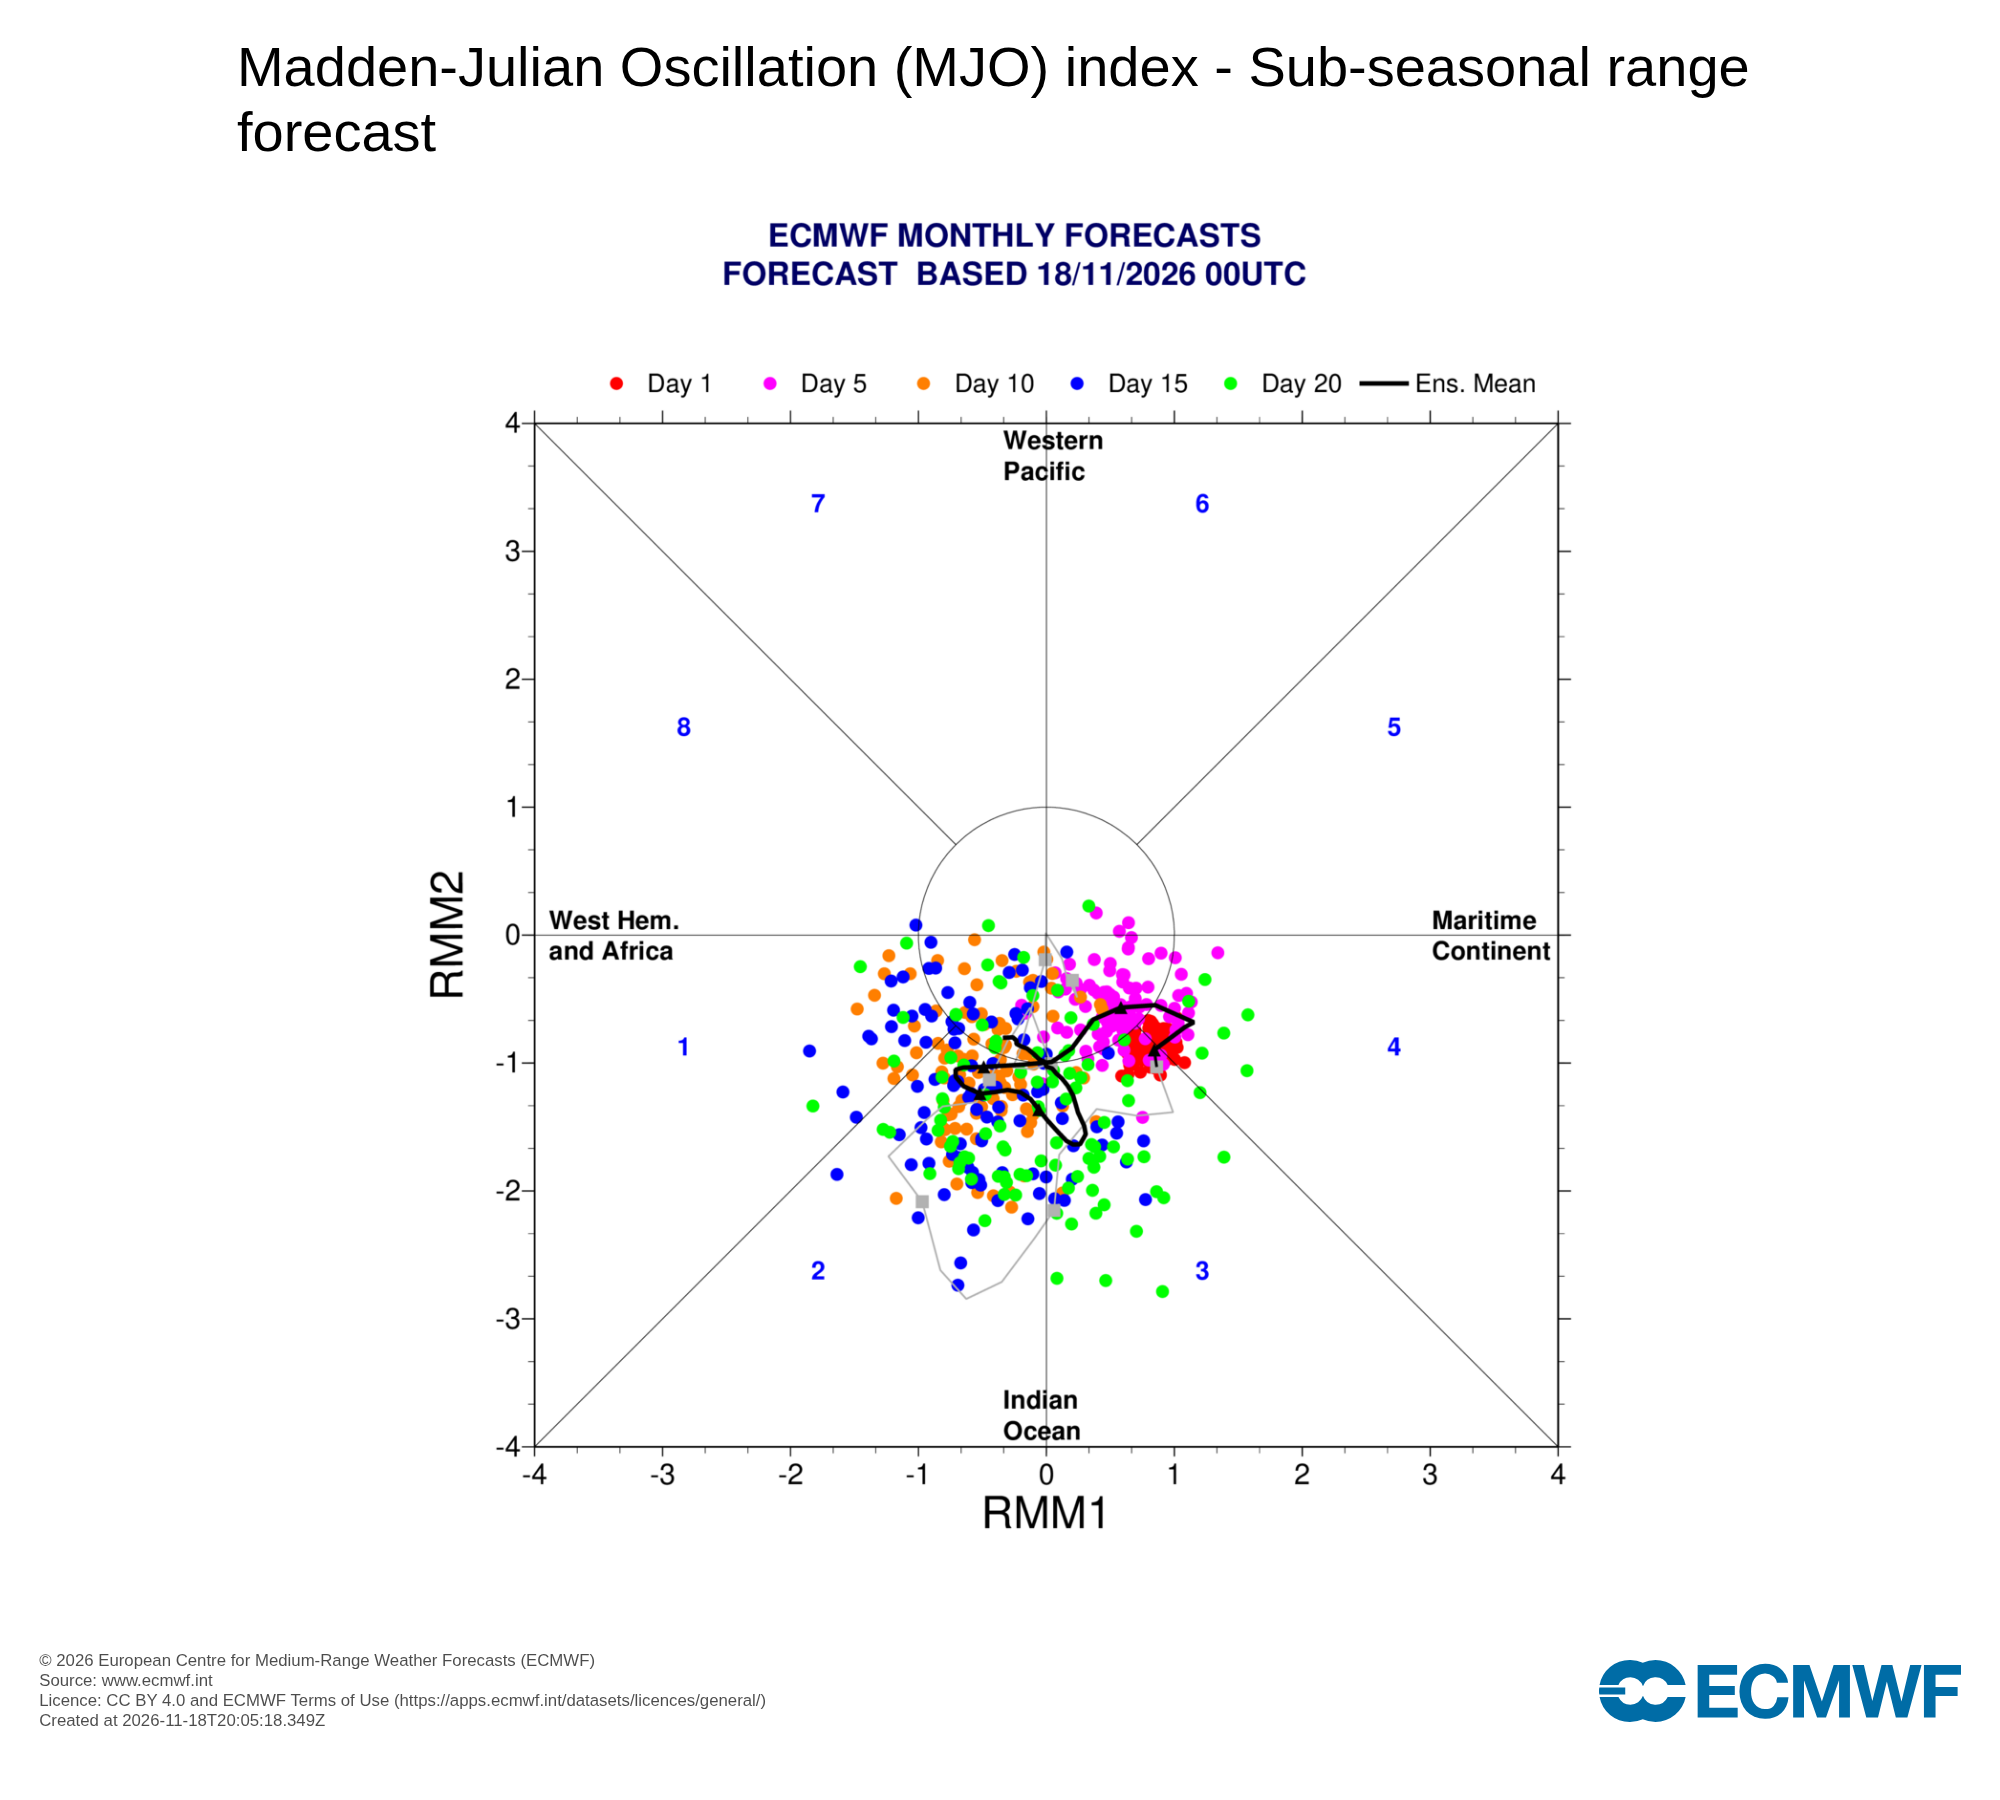 Madden-Julian Oscillation (MJO) index - Sub-seasonal range
forecast
ECMWF MONTHLY FORECASTS
FORECAST BASED 18/11/2026 00UTC
Day 1 Day 5 Day 10 Day 15 Day 20 Ens. Mean
4
Western
Pacific
7 6
3
2
8 5
1
RMM2
0
West Hem.
and Africa
Maritime
Continent
1 4
-1
-2
2 3
-3
Indian
Ocean
-4
-4 -3 -2 -1 0 1 2 3 4
RMM1
© 2026 European Centre for Medium-Range Weather Forecasts (ECMWF)
Source: www.ecmwf.int
Licence: CC BY 4.0 and ECMWF Terms of Use (https://apps.ecmwf.int/datasets/licences/general/)
Created at 2026-11-18T20:05:18.349Z
ECMWF